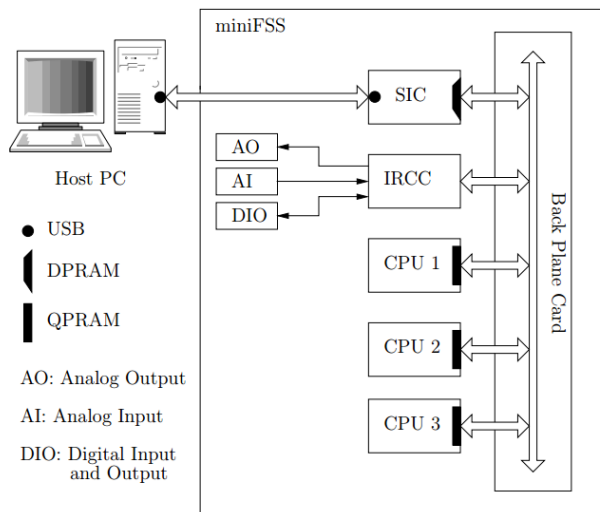 miniFSS
SIC
AO
AI
DIO
IRCC
Host PC
USB
DPRAM
QPRAM
CPU 1
CPU 2
CPU 3
Back Plane Card
AO: Analog Output
AI: Analog Input
DIO: Digital Input
and Output